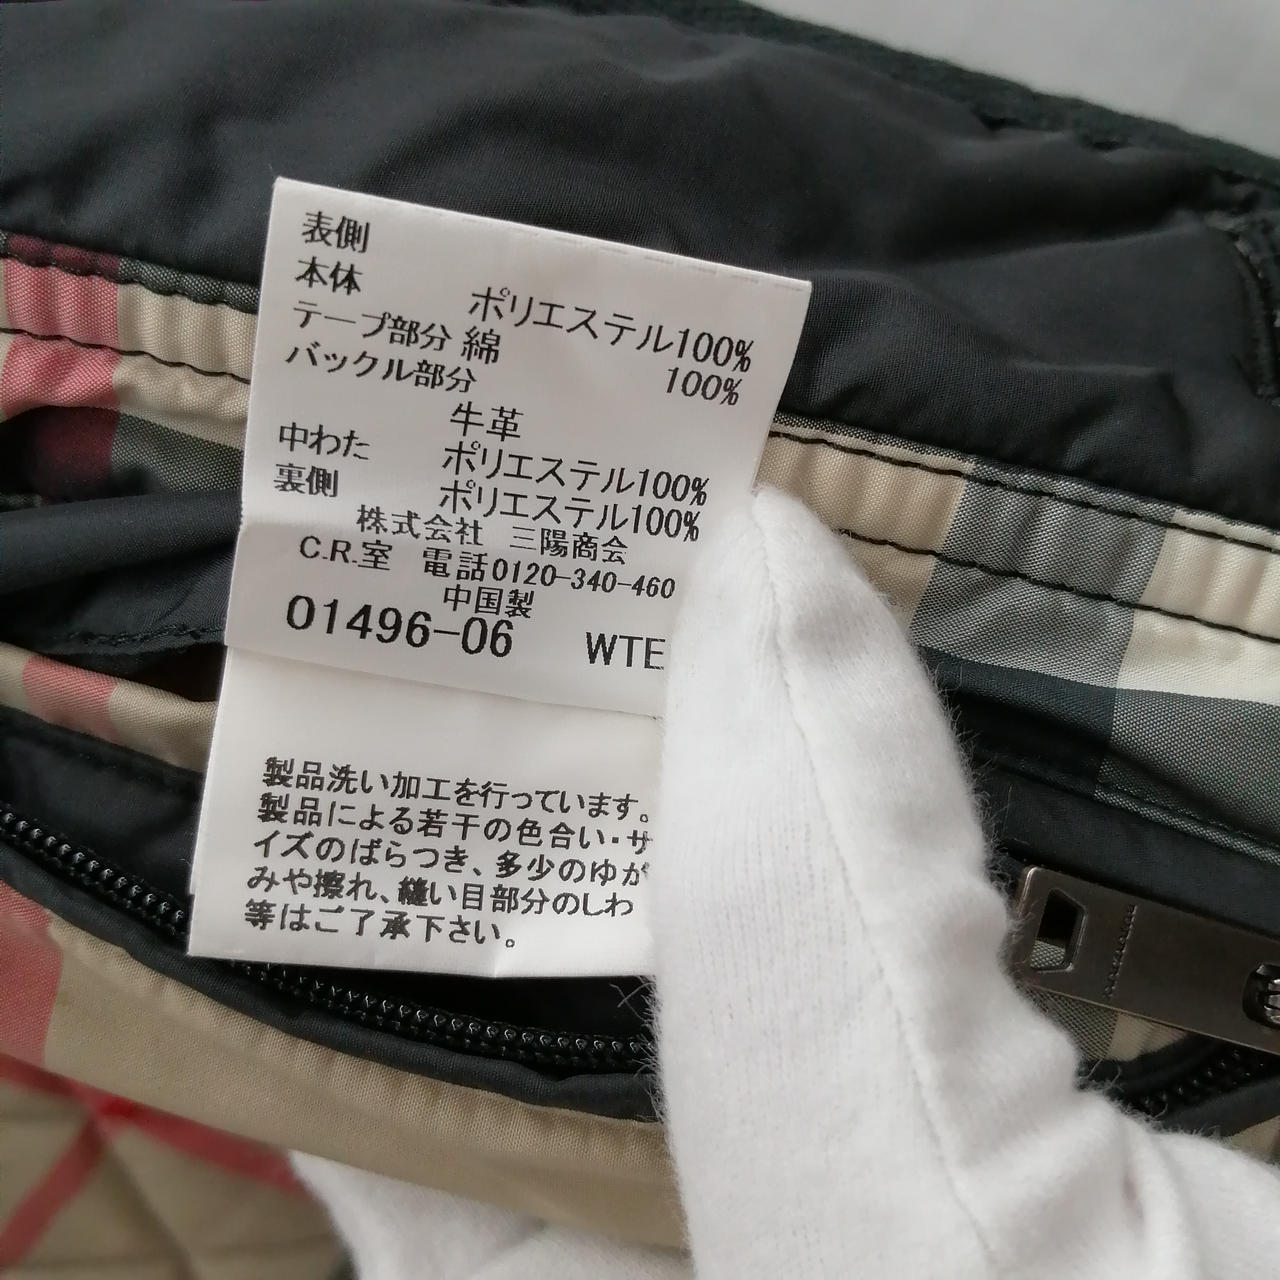 表側
本体 ポリエステル100%
テープ部分 綿 100%
バックル部分
牛革
中わた ポリエステル100%
裏側 ポリエステル100%
株式会社 三陽商会
C.R.室 電話0120-340-460
中国製
01496-06 WTE
製品洗い加工を行っています。
製品による若干の色合い・サ
イズのばらつき、多少のゆが
みや擦れ、縫い目部分のしわ
等はご了承下さい。